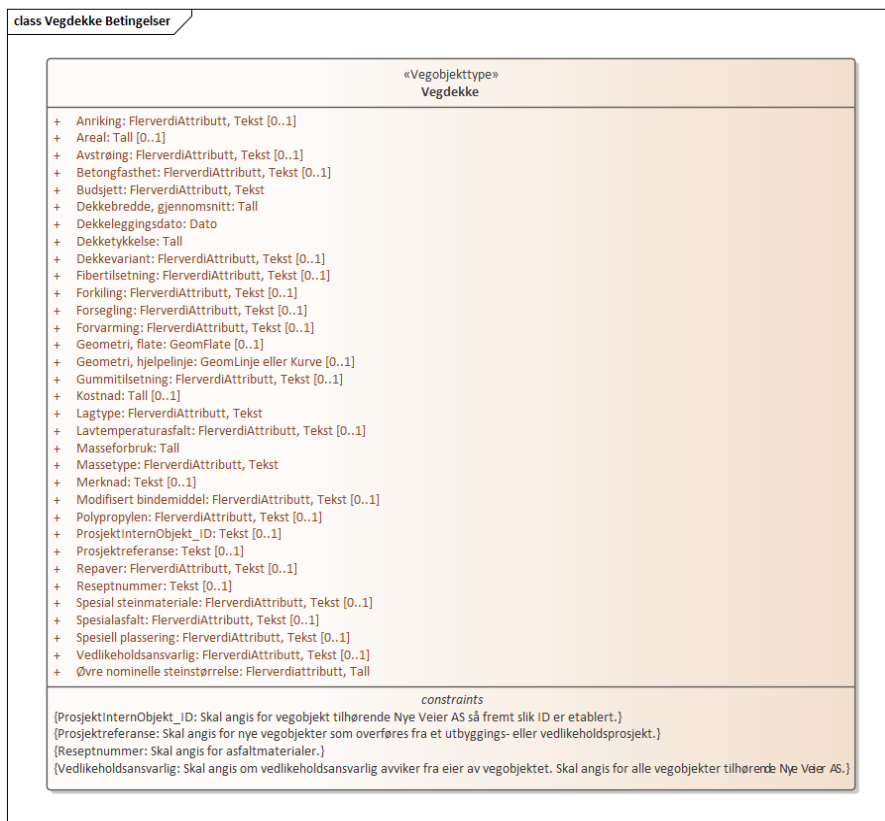 class Vegdekke Betingelser
«Vegobjekttype»
Vegdekke
+ Anriking: FlerverdiAttributt, Tekst [0..1]
+ Areal: Tall [0..1]
+ Avstrøing: FlerverdiAttributt, Tekst [0..1]
+ Betongfasthet: FlerverdiAttributt, Tekst [0..1]
+ Budsjett: FlerverdiAttributt, Tekst
+ Dekkebredde, gjennomsnitt: Tall
+ Dekkeleggingsdato: Dato
+ Dekketykkelse: Tall
+ Dekkevariant: FlerverdiAttributt, Tekst [0..1]
+ Fibertilsetning: FlerverdiAttributt, Tekst [0..1]
+ Forkiling: FlerverdiAttributt, Tekst [0..1]
+ Forsegling: FlerverdiAttributt, Tekst [0..1]
+ Forvarming: FlerverdiAttributt, Tekst [0..1]
+ Geometri, flate: GeomFlate [0..1]
+ Geometri, hjelpelinje: GeomLinje eller Kurve [0..1]
+ Gummitilsetning: FlerverdiAttributt, Tekst [0..1]
+ Kostnad: Tall [0..1]
+ Lagtype: FlerverdiAttributt, Tekst
+ Lavtemperaturasfalt: FlerverdiAttributt, Tekst [0..1]
+ Masseforbruk: Tall
+ Massetype: FlerverdiAttributt, Tekst
+ Merknad: Tekst [0..1]
+ Modifisert bindemiddel: FlerverdiAttributt, Tekst [0..1]
+ Polypropylen: FlerverdiAttributt, Tekst [0..1]
+ ProsjektInternObjekt_ID: Tekst [0..1]
+ Prosjektreferanse: Tekst [0..1]
+ Repaver: FlerverdiAttributt, Tekst [0..1]
+ Reseptnummer: Tekst [0..1]
+ Spesial steinmateriale: FlerverdiAttributt, Tekst [0..1]
+ Spesialasfalt: FlerverdiAttributt, Tekst [0..1]
+ Spesiell plassering: FlerverdiAttributt, Tekst [0..1]
+ Vedlikeholdsansvarlig: FlerverdiAttributt, Tekst [0..1]
+ Øvre nominelle steinstørrelse: Flerverdiattributt, Tall
constraints
{ProsjektInternObjekt_ID: Skal angis for vegobjekt tilhørende Nye Veier AS så fremt slik ID er etablert.}
{Prosjektreferanse: Skal angis for nye vegobjekter som overføres fra et utbyggings- eller vedlikeholdsprosjekt.}
{Reseptnummer: Skal angis for asfaltmaterialer.}
{Vedlikeholdsansvarlig: Skal angis om vedlikeholdsansvarlig avviker fra eier av vegobjektet. Skal angis for alle vegobjekter tilhørende Nye Veier AS.}